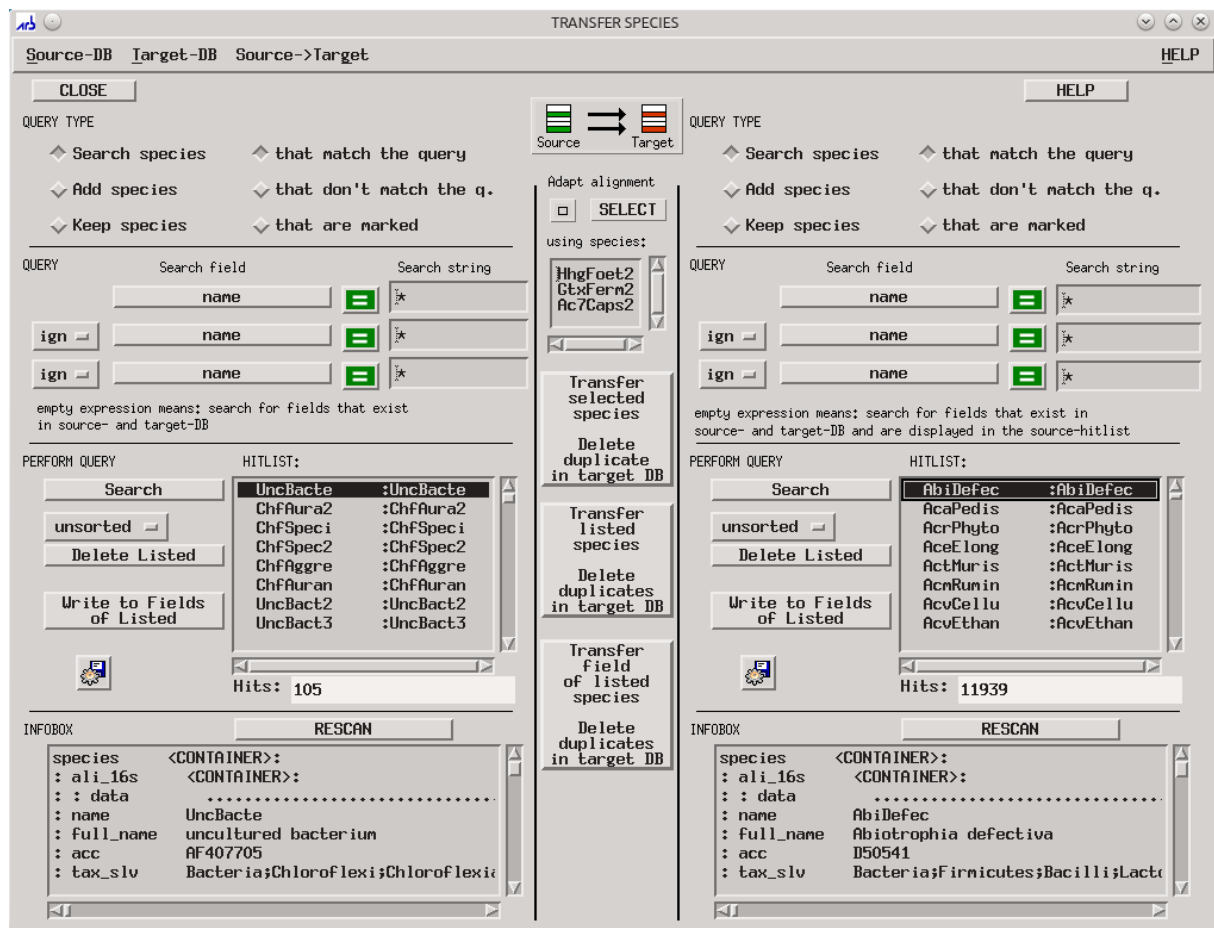 ARB
TRANSFER SPECIES
Source-DB Target-DB Source->Target HELP
CLOSE
QUERY TYPE
Search species that match the query
Add species that don't match the q.
Keep species that are marked
QUERY Search field Search string
name = *
ign name = *
ign name = *
empty expression means: search for fields that exist
in source- and target-DB
PERFORM QUERY HITLIST:
Search
unsorted
Delete Listed
Write to Fields
of Listed
UncBacte :UncBacte
ChfAura2 :ChfAura2
ChfSpeci :ChfSpeci
ChfSpec2 :ChfSpec2
ChfAggre :ChfAggre
ChfAuran :ChfAuran
UncBact2 :UncBact2
UncBact3 :UncBact3
Hits: 105
INFOBOX RESCAN
species <CONTAINER>:
: ali_16s <CONTAINER>:
: : data ...................................
: name UncBacte
: full_name uncultured bacterium
: acc AF407705
: tax_slv Bacteria;Chloroflexi;Chloroflexia
Source Target
Adapt alignment
SELECT
using species:
HhgFoet2
GtxFerm2
Ac7Caps2
Transfer
selected
species
Delete
duplicate
in target DB
Transfer
listed
species
Delete
duplicates
in target DB
Transfer
field
of listed
species
Delete
duplicates
in target DB
HELP
QUERY TYPE
Search species that match the query
Add species that don't match the q.
Keep species that are marked
QUERY Search field Search string
name = *
ign name = *
ign name = *
empty expression means: search for fields that exist in
source- and target-DB and are displayed in the source-hitlist
PERFORM QUERY HITLIST:
Search
unsorted
Delete Listed
Write to Fields
of Listed
AbiDefec :AbiDefec
AcaPedis :AcaPedis
AcrPhyto :AcrPhyto
AceElong :AceElong
ActMuris :ActMuris
AcmRumin :AcmRumin
AcvCellu :AcvCellu
AcvEthan :AcvEthan
Hits: 11939
INFOBOX RESCAN
species <CONTAINER>:
: ali_16s <CONTAINER>:
: : data ...................................
: name AbiDefec
: full_name Abiotrophia defectiva
: acc D50541
: tax_slv Bacteria;Firmicutes;Bacilli;Lact